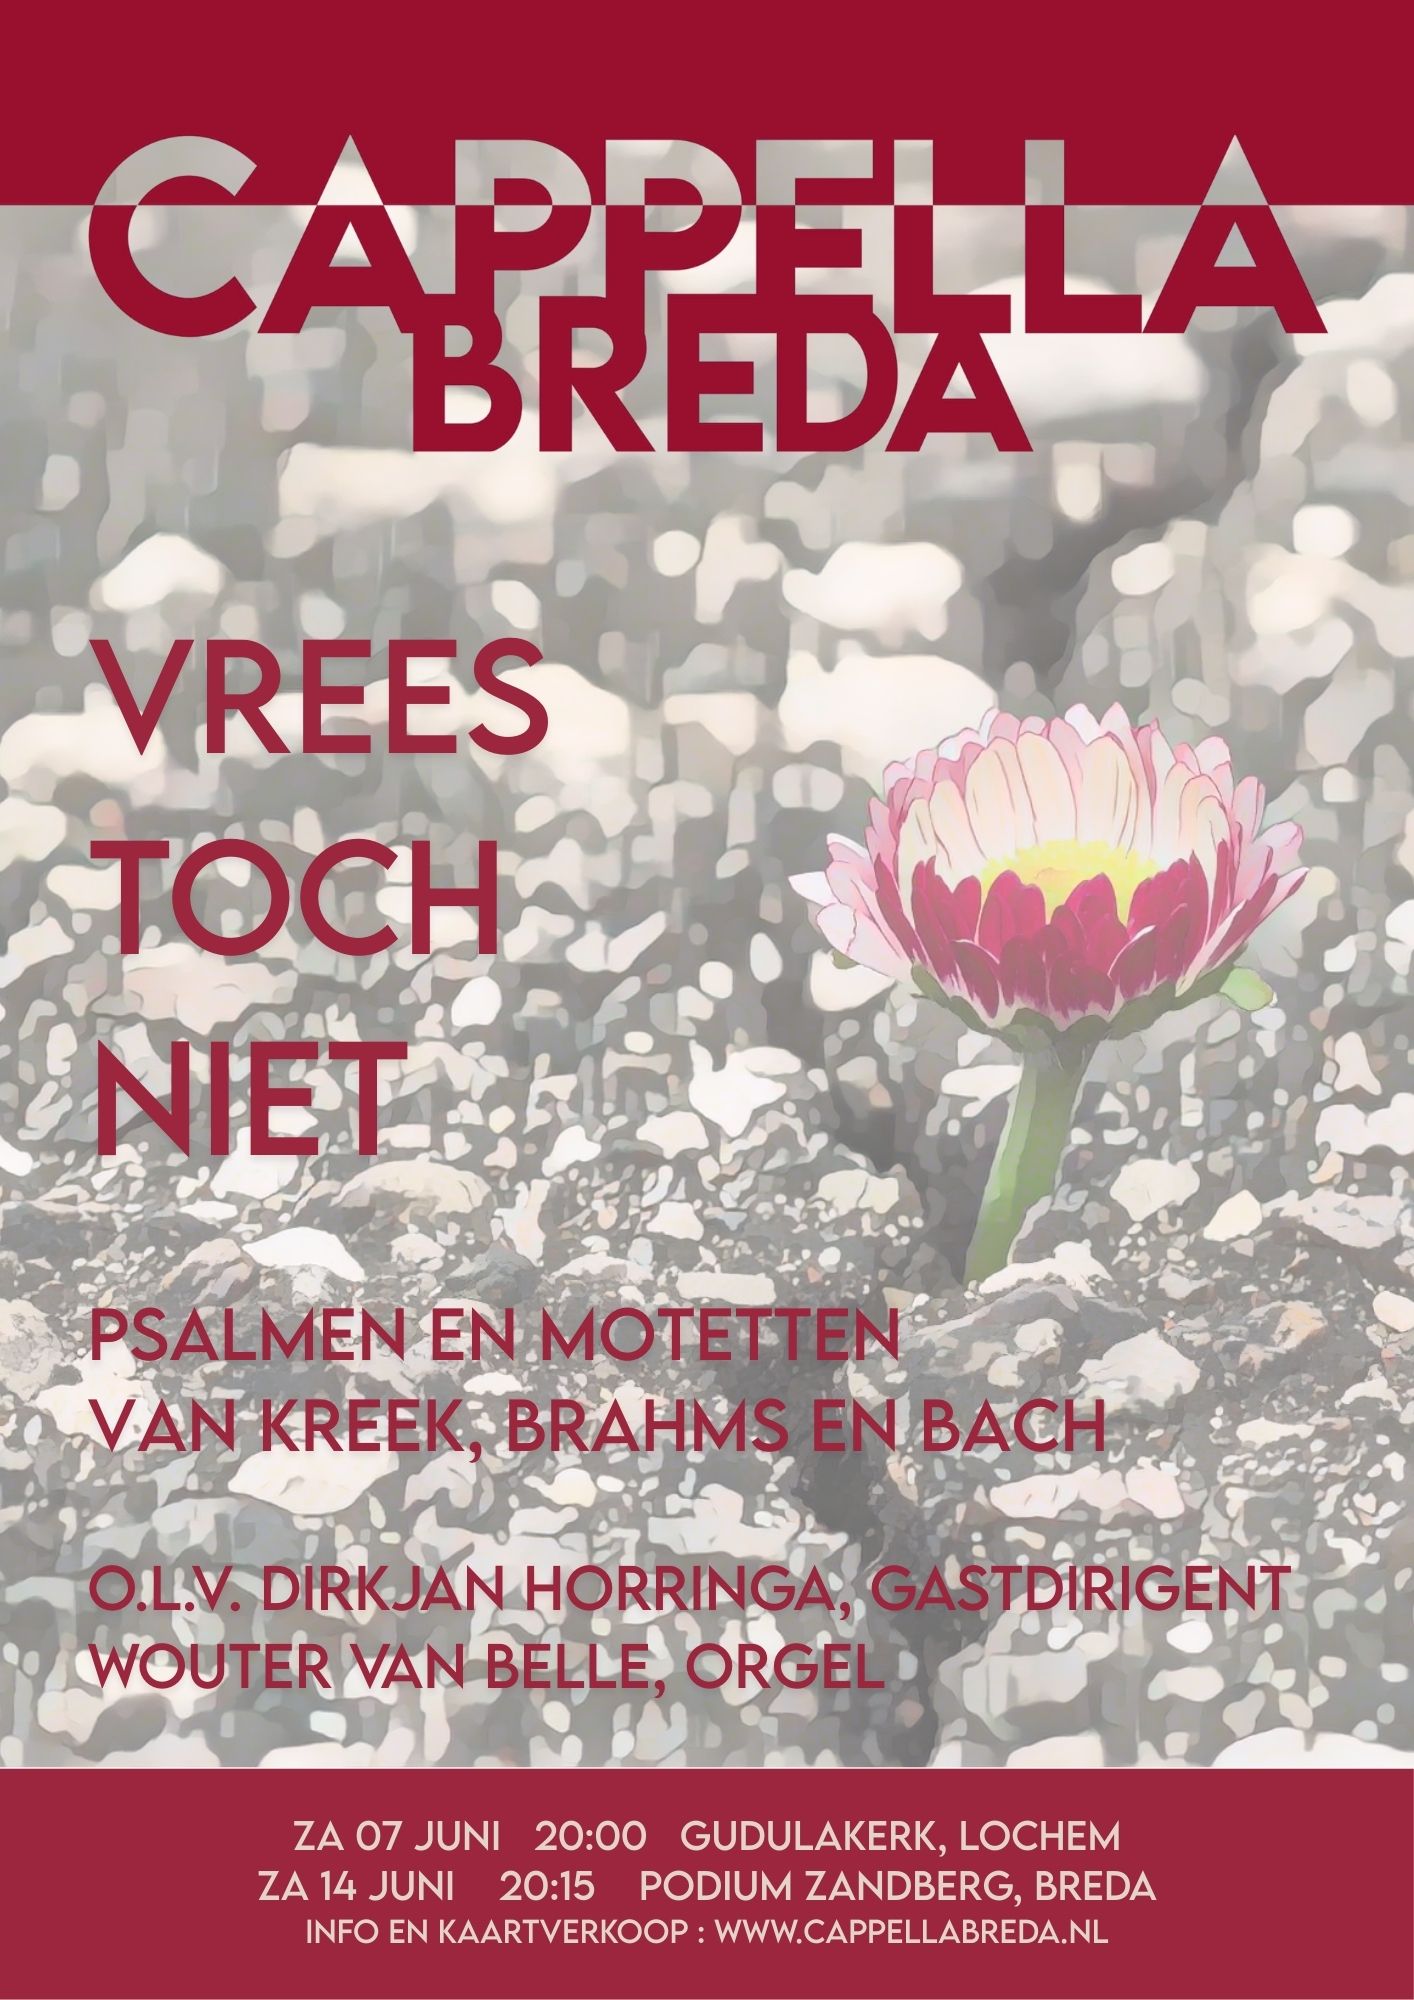 CAPPELLA
BREDA
VREES
TOCH
NIET
PSALMEN EN MOTETTEN
VAN KREEK, BRAHMS EN BACH
O.L.V. DIRKJAN HORRINGA, GASTDIRIGENT
WOUTER VAN BELLE, ORGEL
ZA 07 JUNI 20:00 GUDULAKERK, LOCHEM
ZA 14 JUNI 20:15 PODIUM ZANDBERG, BREDA
INFO EN KAARTVERKOOP : WWW.CAPPELLABREDA.NL